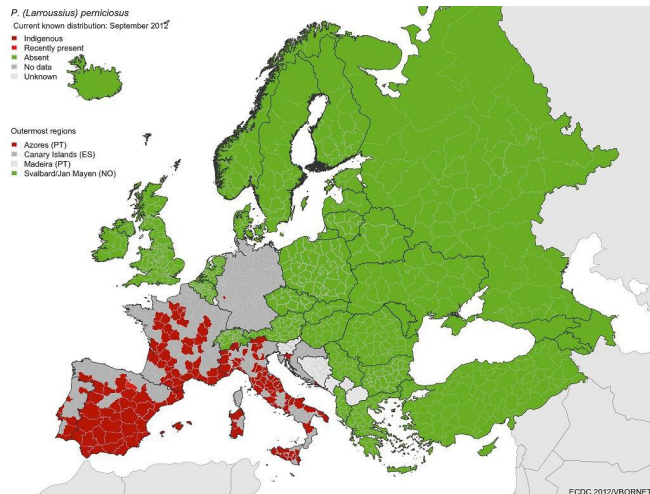 P. (Larroussius) perniciosus
Current known distribution: September 2012
Indigenous
Recently present
Absent
No data
Unknown
Outermost regions
Azores (PT)
Canary Islands (ES)
Madeira (PT)
Svalbard/Jan Mayen (NO)
ECDC 2012/VBORNET